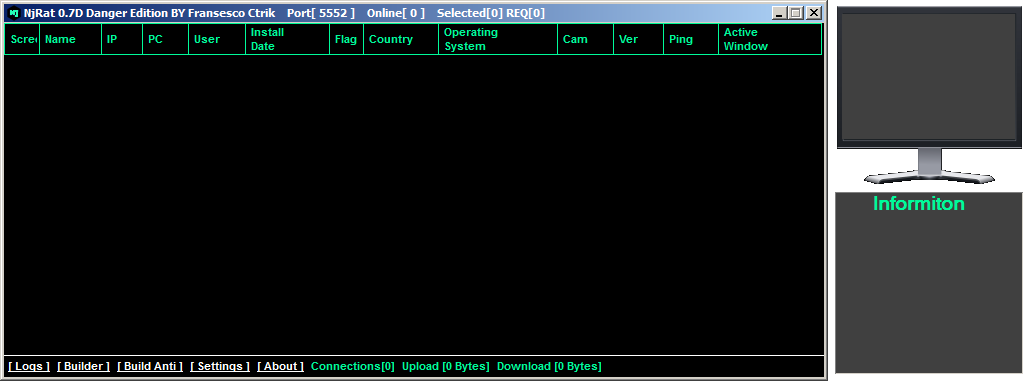 NJ NjRat 0.7D Danger Edition BY Fransesco Ctrik Port[ 5552 ] Online[ 0 ] Selected[0] REQ[0]
Scree Name IP PC User Install Date Flag Country Operating System Cam Ver Ping Active Window
[ Logs ] [ Builder ] [ Build Anti ] [ Settings ] [ About ] Connections[0] Upload [0 Bytes] Download [0 Bytes]
Informiton